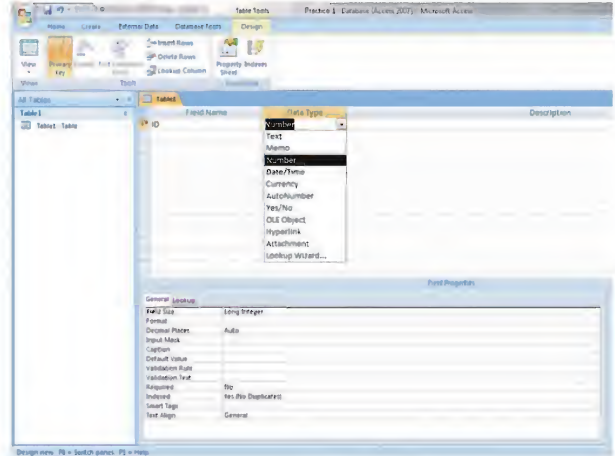 Table Tools
Practice 1 : Database (Access 2007) - Microsoft Access
Home Create External Data Database Tools Design
View
Primary Key
Insert Rows
Delete Rows
Lookup Column
Property Sheet
Indexes
Views
Tools
All Tables
Table1
Table1 : Table
Table1
Field Name
Data Type
Description
ID
Number
Text
Memo
Number
Date/Time
Currency
AutoNumber
Yes/No
OLE Object
Hyperlink
Attachment
Lookup Wizard...
Field Properties
General Lookup
Field Size Long Integer
Format
Decimal Places Auto
Input Mask
Caption
Default Value
Validation Rule
Validation Text
Required No
Indexed Yes (No Duplicates)
Smart Tags
Text Align General
Design view. F6 = Switch panes. F1 = Help.